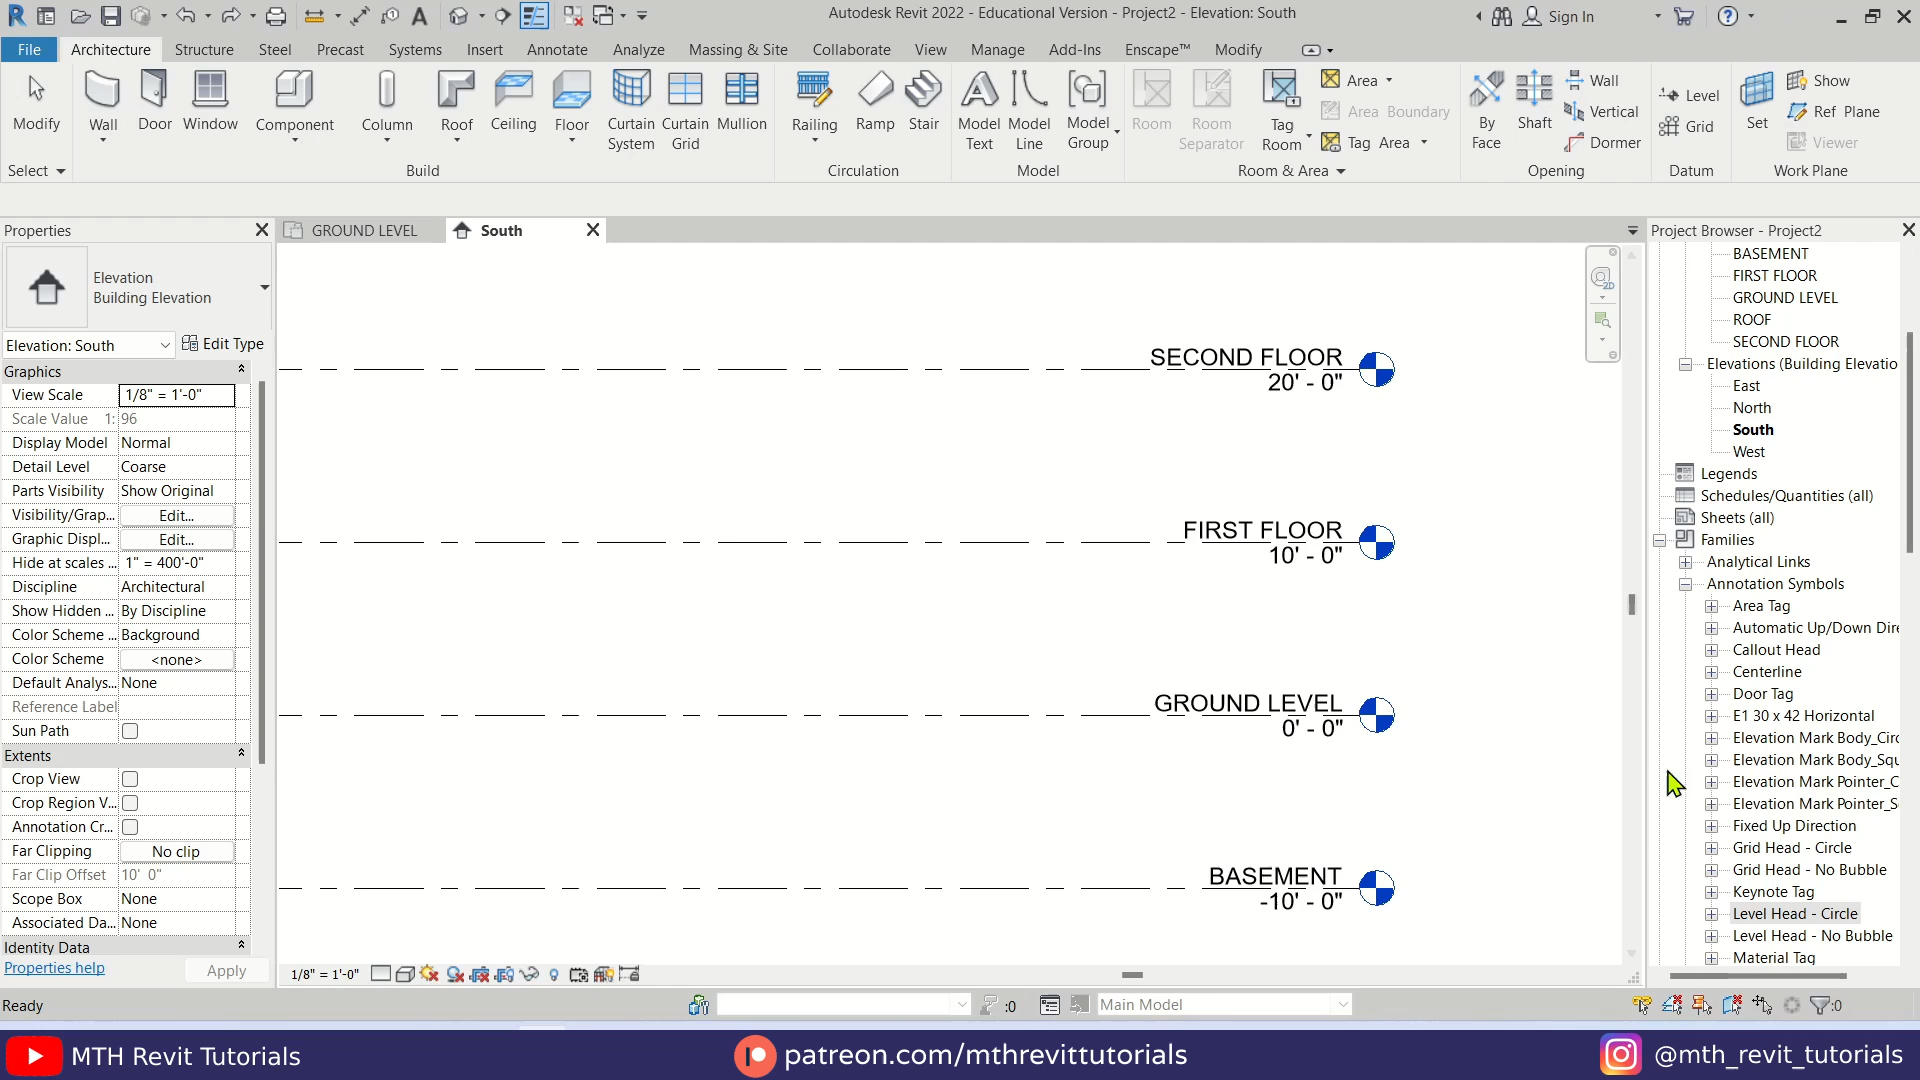 Autodesk Revit 2022 - Educational Version - Project2 - Elevation: South
Sign In
File Architecture Structure Steel Precast Systems Insert Annotate Analyze Massing & Site Collaborate View Manage Add-Ins Enscape™ Modify
Modify
Wall
Door
Window
Component
Column
Roof
Ceiling
Floor
Curtain System
Curtain Grid
Mullion
Railing
Ramp
Stair
Model Text
Model Line
Model Group
Room
Room Separator
Tag Room
Area
Area Boundary
Tag Area
By Face
Shaft
Wall
Vertical
Dormer
Level
Grid
Set
Show
Ref Plane
Viewer
Select
Build
Circulation
Model
Room & Area
Opening
Datum
Work Plane
Properties
Elevation
Building Elevation
Elevation: South
Edit Type
Graphics
View Scale 1/8" = 1'-0"
Scale Value 1: 96
Display Model Normal
Detail Level Coarse
Parts Visibility Show Original
Visibility/Grap... Edit...
Graphic Displ... Edit...
Hide at scales ... 1" = 400'-0"
Discipline Architectural
Show Hidden ... By Discipline
Color Scheme ... Background
Color Scheme <none>
Default Analys... None
Reference Label
Sun Path
Extents
Crop View
Crop Region V...
Annotation Cr...
Far Clipping No clip
Far Clip Offset 10' 0"
Scope Box None
Associated Da... None
Identity Data
Properties help
Apply
GROUND LEVEL
South
SECOND FLOOR
20' - 0"
FIRST FLOOR
10' - 0"
GROUND LEVEL
0' - 0"
BASEMENT
-10' - 0"
1/8" = 1'-0"
2D
Project Browser - Project2
BASEMENT
FIRST FLOOR
GROUND LEVEL
ROOF
SECOND FLOOR
Elevations (Building Elevatio
East
North
South
West
Legends
Schedules/Quantities (all)
Sheets (all)
Families
Analytical Links
Annotation Symbols
Area Tag
Automatic Up/Down Dire
Callout Head
Centerline
Door Tag
E1 30 x 42 Horizontal
Elevation Mark Body_Circ
Elevation Mark Body_Squ
Elevation Mark Pointer_C
Elevation Mark Pointer_S
Fixed Up Direction
Grid Head - Circle
Grid Head - No Bubble
Keynote Tag
Level Head - Circle
Level Head - No Bubble
Material Tag
Ready
:0
Main Model
:0
MTH Revit Tutorials
patreon.com/mthrevittutorials
@mth_revit_tutorials